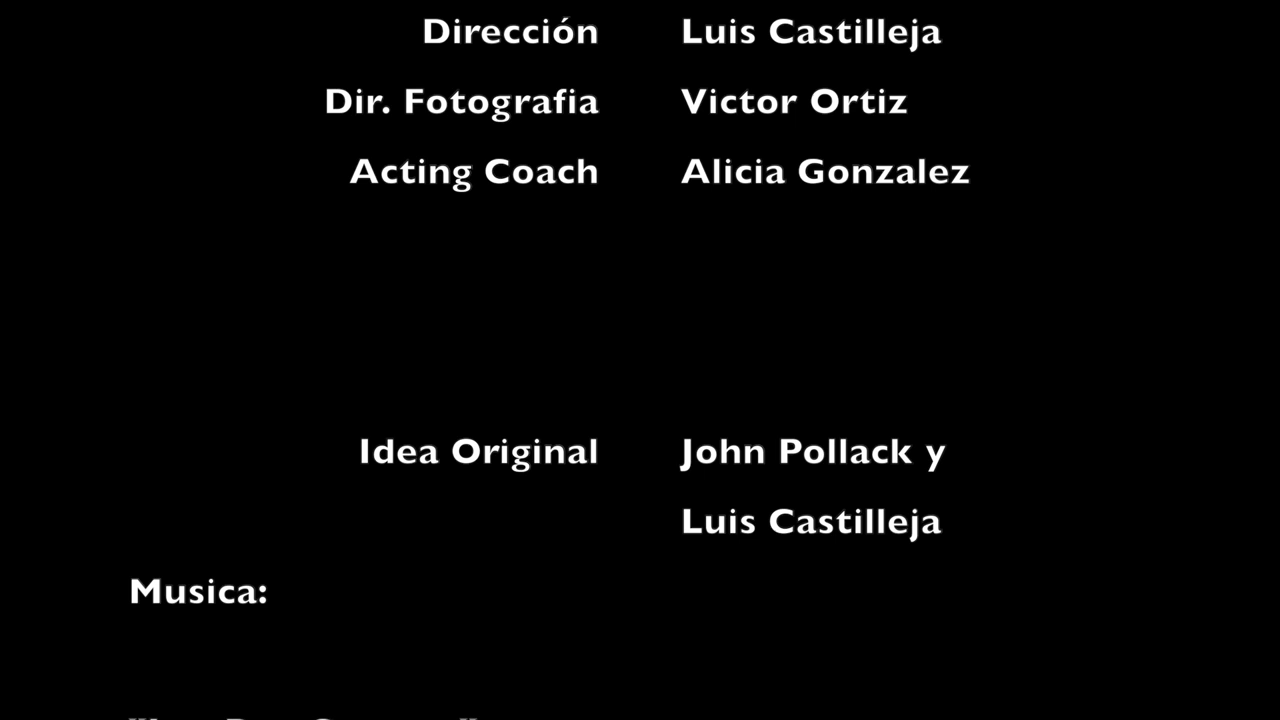 Dirección Luis Castilleja
Dir. Fotografia Victor Ortiz
Acting Coach Alicia Gonzalez
Idea Original John Pollack y
Luis Castilleja
Musica: